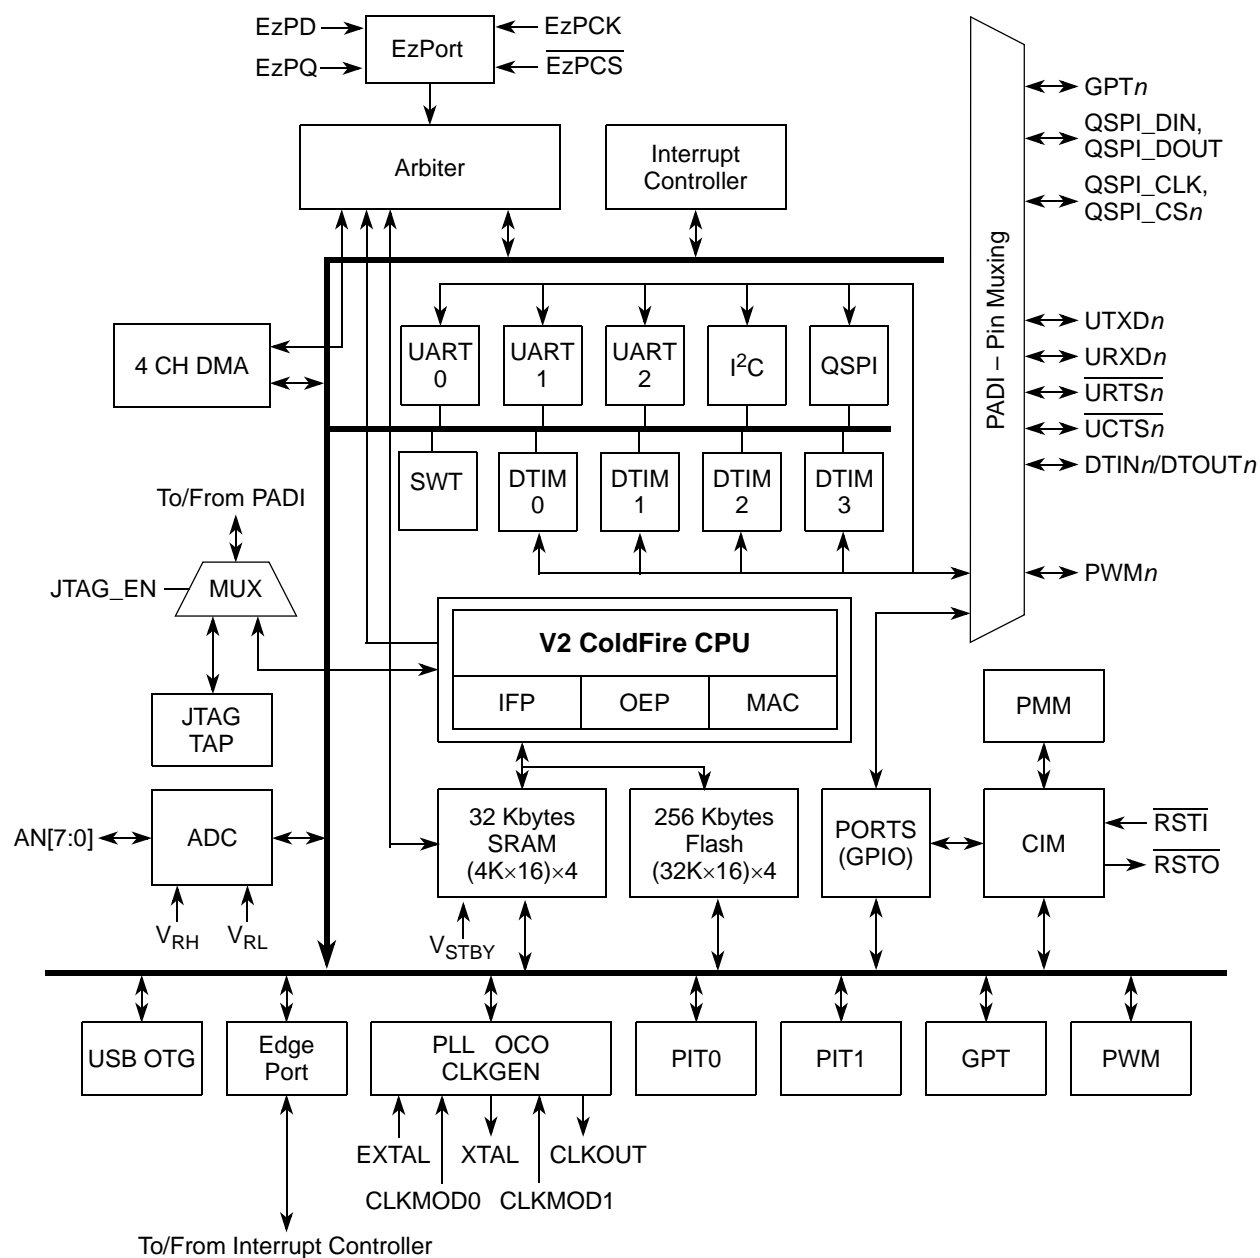 EzPD
EzPCK
EzPort
EzPQ
EzPCS
GPTn
QSPI_DIN,
QSPI_DOUT
Arbiter
Interrupt
Controller
QSPI_CLK,
QSPI_CSn
PADI – Pin Muxing
UTXDn
URXDn
URTSn
UCTSn
DTINn/DTOUTn
PWMn
4 CH DMA
UART
0
UART
1
UART
2
I²C
QSPI
SWT
DTIM
0
DTIM
1
DTIM
2
DTIM
3
To/From PADI
JTAG_EN
MUX
V2 ColdFire CPU
IFP
OEP
MAC
JTAG
TAP
PMM
AN[7:0]
ADC
32 Kbytes
SRAM
(4K×16)×4
256 Kbytes
Flash
(32K×16)×4
PORTS
(GPIO)
CIM
RSTI
RSTO
VRH
VRL
VSTBY
USB OTG
Edge
Port
PLL OCO
CLKGEN
PIT0
PIT1
GPT
PWM
EXTAL
XTAL
CLKOUT
CLKMOD0
CLKMOD1
To/From Interrupt Controller